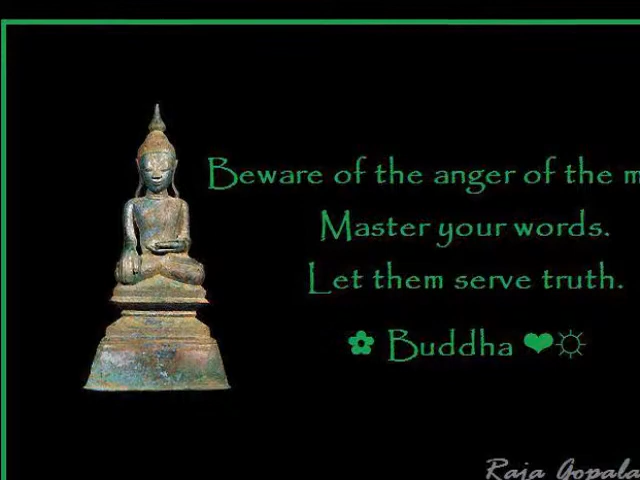 Beware of the anger of the m
Master your words.
Let them serve truth.
✿ Buddha ❤☼
Raja Gopala